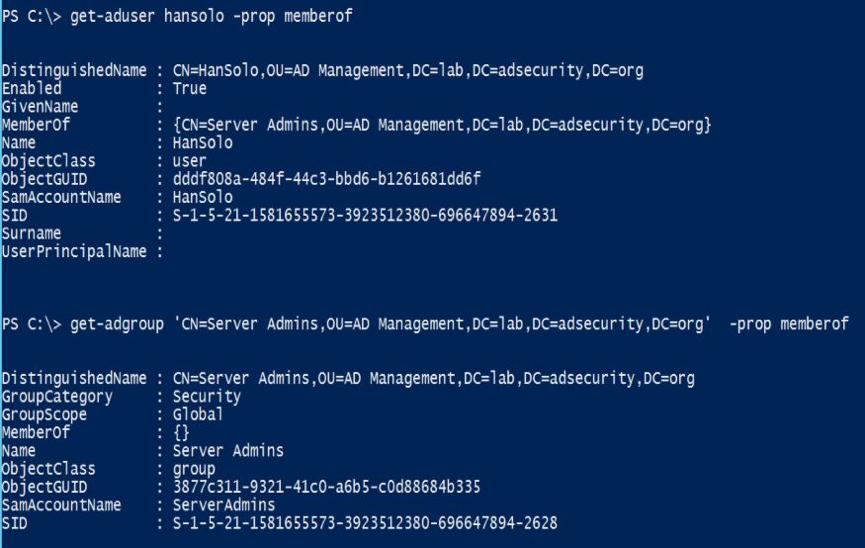 PS C:\> get-aduser hansolo -prop memberof
DistinguishedName : CN=HanSolo,OU=AD Management,DC=lab,DC=adsecurity,DC=org
Enabled : True
GivenName :
MemberOf : {CN=Server Admins,OU=AD Management,DC=lab,DC=adsecurity,DC=org}
Name : HanSolo
ObjectClass : user
ObjectGUID : dddf808a-484f-44c3-bbd6-b1261681dd6f
SamAccountName : HanSolo
SID : S-1-5-21-1581655573-3923512380-696647894-2631
Surname :
UserPrincipalName :
PS C:\> get-adgroup 'CN=Server Admins,OU=AD Management,DC=lab,DC=adsecurity,DC=org' -prop memberof
DistinguishedName : CN=Server Admins,OU=AD Management,DC=lab,DC=adsecurity,DC=org
GroupCategory : Security
GroupScope : Global
MemberOf : {}
Name : Server Admins
ObjectClass : group
ObjectGUID : 3877c311-9321-41c0-a6b5-c0d88684b335
SamAccountName : ServerAdmins
SID : S-1-5-21-1581655573-3923512380-696647894-2628